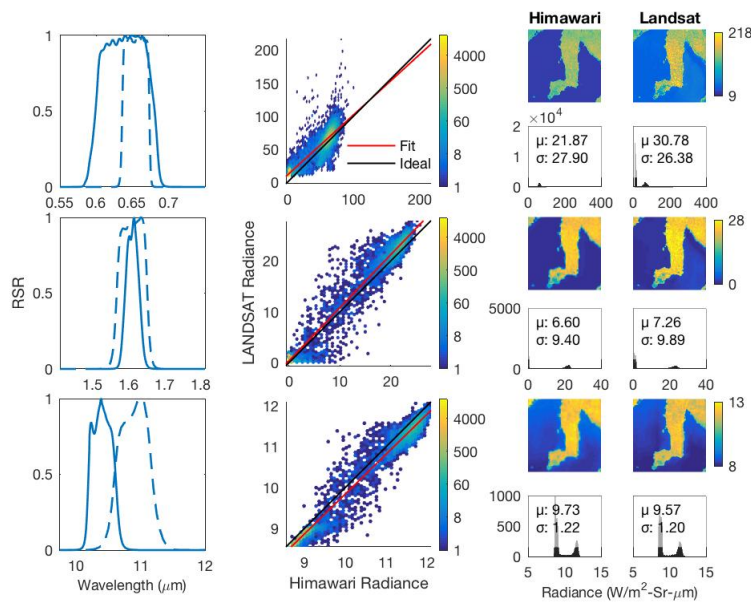 Himawari Landsat
1
0.5
0
0.55 0.6 0.65 0.7
200
150
100
50
0
0 100 200
Fit
Ideal
4000
500
60
8
1
218
9
×10⁴
2
1
0
μ: 21.87
σ: 27.90
μ 30.78
σ: 26.38
0 200 400
0 200 400
RSR
1
0.5
0
1.5 1.6 1.7 1.8
LANDSAT Radiance
20
10
0
0 10 20
4000
500
60
8
1
28
0
5000
0
μ: 6.60
σ: 9.40
μ: 7.26
σ: 9.89
0 20 40
0 20 40
1
0.5
0
10 11 12
Wavelength (μm)
12
11
10
9
9 10 11 12
Himawari Radiance
4000
500
60
8
1
13
8
1000
500
0
μ: 9.73
σ: 1.22
μ: 9.57
σ: 1.20
5 10 15
5 10 15
Radiance (W/m²-Sr-μm)